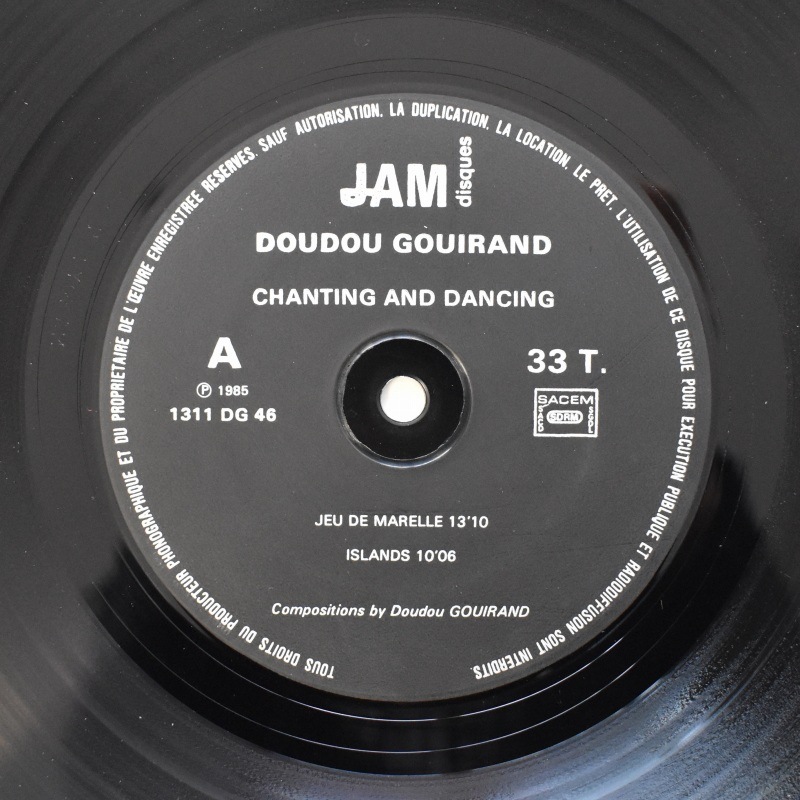 TOUS DROITS DU PRODUCTEUR PHONOGRAPHIQUE ET DU PROPRIETAIRE DE L'ŒUVRE ENREGISTREE RESERVES. SAUF AUTORISATION, LA DUPLICATION, LA LOCATION, LE PRET, L'UTILISATION DE CE DISQUE POUR EXECUTION PUBLIQUE ET RADIODIFFUSION SONT INTERDITS.
JAM disques
DOUDOU GOUIRAND
CHANTING AND DANCING
A
33 T.
℗ 1985
1311 DG 46
SACEM
SACD SDRM SGDL
JEU DE MARELLE 13'10
ISLANDS 10'06
Compositions by Doudou GOUIRAND